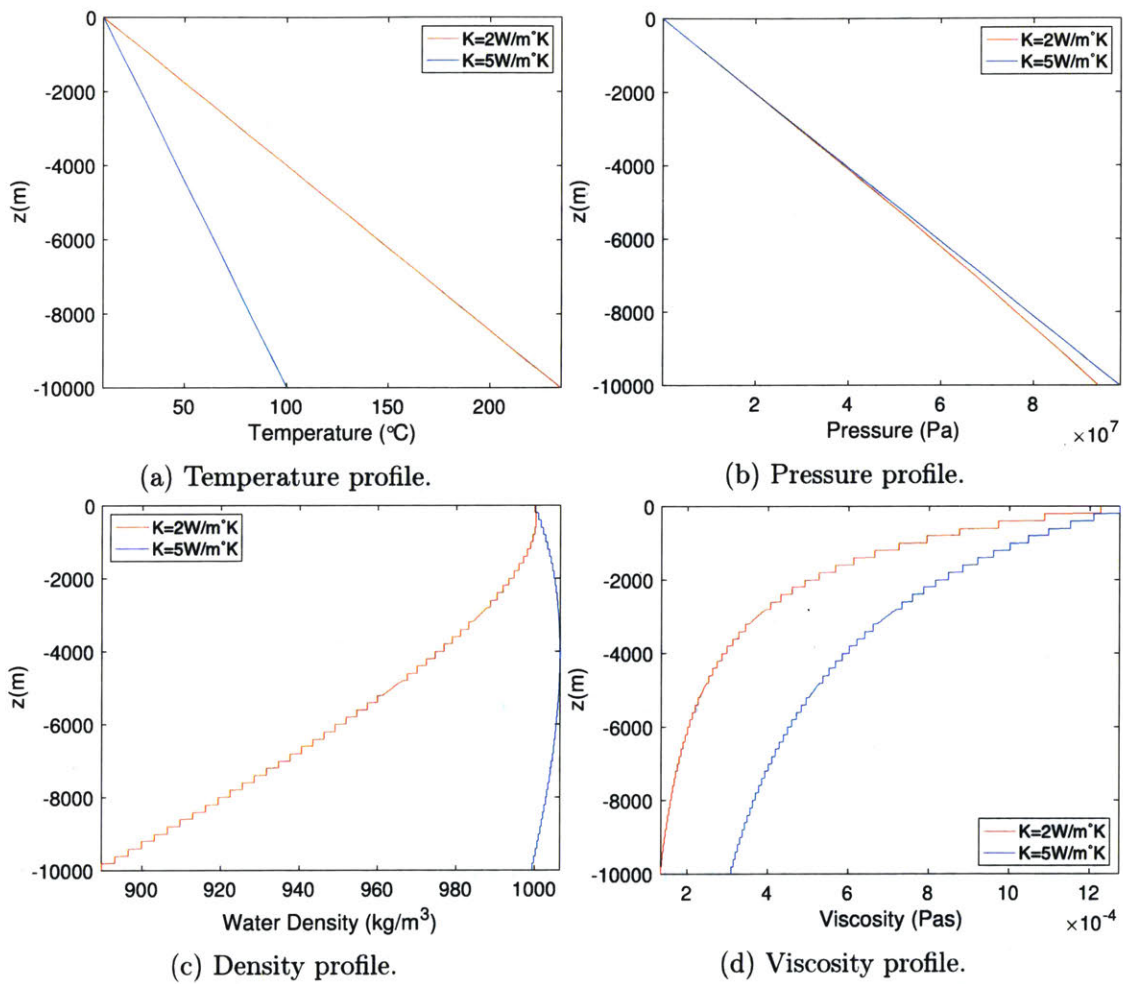 0
-2000
-4000
-6000
-8000
-10000
z(m)
K=2W/m°K
K=5W/m°K
50 100 150 200
Temperature (°C)
(a) Temperature profile.
0
-2000
-4000
-6000
-8000
-10000
z(m)
K=2W/m°K
K=5W/m°K
2 4 6 8
Pressure (Pa) ×10⁷
(b) Pressure profile.
0
-2000
-4000
-6000
-8000
-10000
z(m)
K=2W/m°K
K=5W/m°K
900 920 940 960 980 1000
Water Density (kg/m³)
(c) Density profile.
0
-2000
-4000
-6000
-8000
-10000
z(m)
K=2W/m°K
K=5W/m°K
2 4 6 8 10 12
Viscosity (Pas) ×10⁻⁴
(d) Viscosity profile.